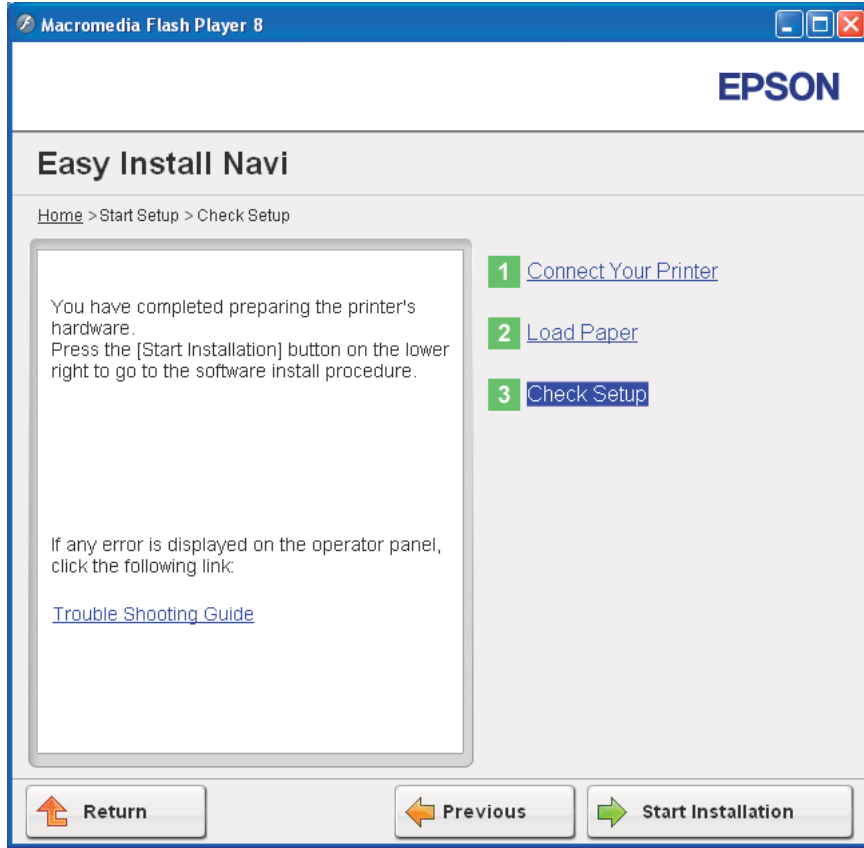 Macromedia Flash Player 8
EPSON
Easy Install Navi
Home > Start Setup > Check Setup
You have completed preparing the printer's
hardware.
Press the [Start Installation] button on the lower
right to go to the software install procedure.
If any error is displayed on the operator panel,
click the following link:
Trouble Shooting Guide
1 Connect Your Printer
2 Load Paper
3 Check Setup
Return
Previous
Start Installation